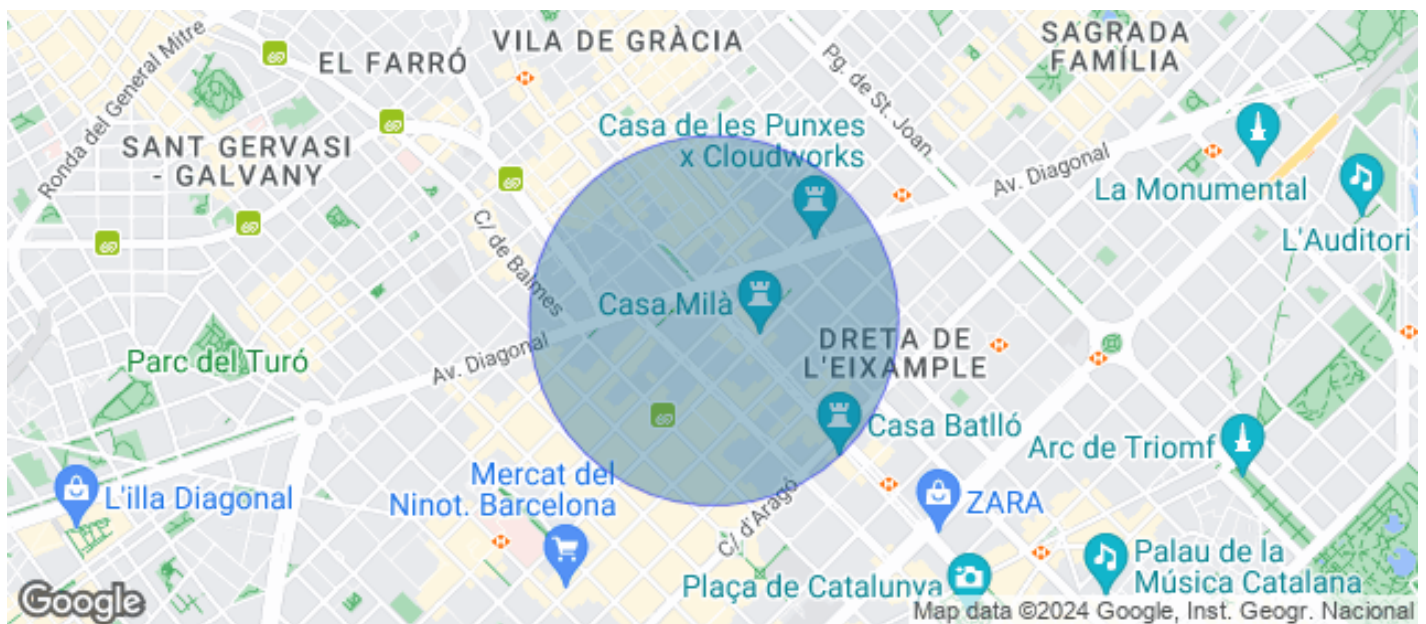 Ronda del General Mitre
EL FARRÓ
VILA DE GRÀCIA
SAGRADA
FAMÍLIA
Pg. de St. Joan
SANT GERVASI
- GALVANY
Casa de les Punxes
x Cloudworks
Av. Diagonal
La Monumental
L'Auditori
C/ de Balmes
Casa Milà
DRETA DE
L'EIXAMPLE
Parc del Turó
Av. Diagonal
Casa Batlló
Arc de Triomf
Mercat del
Ninot. Barcelona
L'illa Diagonal
C/ d'Aragó
ZARA
Plaça de Catalunya
Palau de la
Música Catalana
Google
Map data ©2024 Google, Inst. Geogr. Nacional